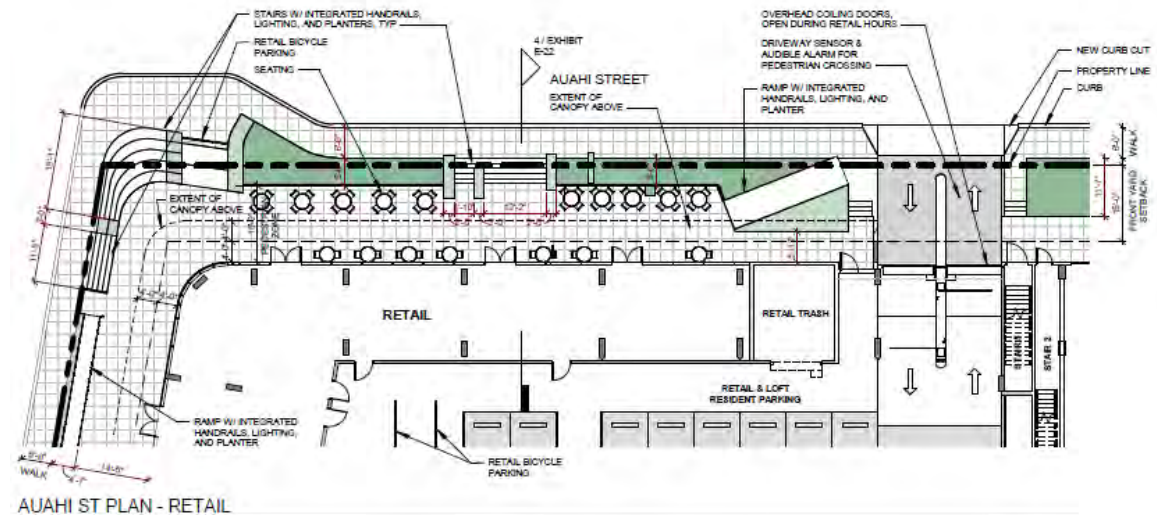 STAIRS W/ INTEGRATED HANDRAILS,
LIGHTING, AND PLANTERS, TYP
RETAIL BICYCLE
PARKING
SEATING
4 / EXHIBIT
E-22
AUAHI STREET
EXTENT OF
CANOPY ABOVE
OVERHEAD COILING DOORS,
OPEN DURING RETAIL HOURS
DRIVEWAY SENSOR &
AUDIBLE ALARM FOR
PEDESTRIAN CROSSING
RAMP W/ INTEGRATED
HANDRAILS, LIGHTING, AND
PLANTER
NEW CURB CUT
PROPERTY LINE
CURB
WALK
FRONT YARD
SETBACK
15'-0"
EXTENT OF
CANOPY ABOVE
PEDESTRIAN
ZONE
RETAIL
RETAIL TRASH
RETAIL & LOFT
RESIDENT PARKING
STAIR 2
RAMP W/ INTEGRATED
HANDRAILS, LIGHTING,
AND PLANTER
RETAIL BICYCLE
PARKING
WALK
AUAHI ST PLAN - RETAIL